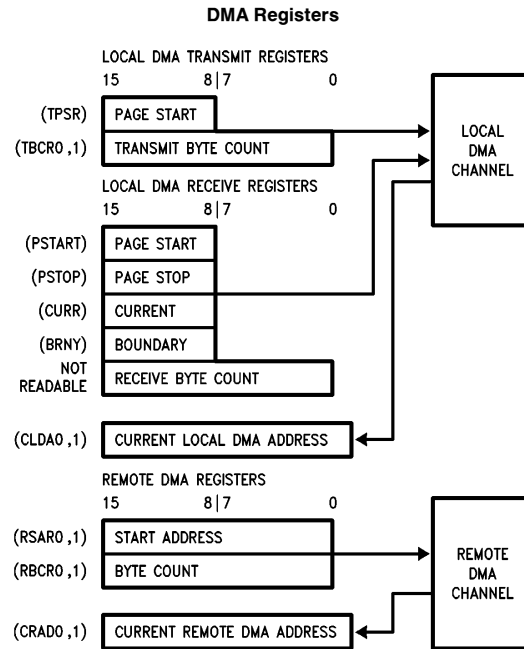 DMA Registers
LOCAL DMA TRANSMIT REGISTERS
15 8|7 0
(TPSR) PAGE START
(TBCR0,1) TRANSMIT BYTE COUNT
LOCAL
DMA
CHANNEL
LOCAL DMA RECEIVE REGISTERS
15 8|7 0
(PSTART) PAGE START
(PSTOP) PAGE STOP
(CURR) CURRENT
(BRNY) BOUNDARY
NOT
READABLE
RECEIVE BYTE COUNT
(CLDA0,1) CURRENT LOCAL DMA ADDRESS
REMOTE DMA REGISTERS
15 8|7 0
(RSAR0,1) START ADDRESS
(RBCR0,1) BYTE COUNT
REMOTE
DMA
CHANNEL
(CRAD0,1) CURRENT REMOTE DMA ADDRESS